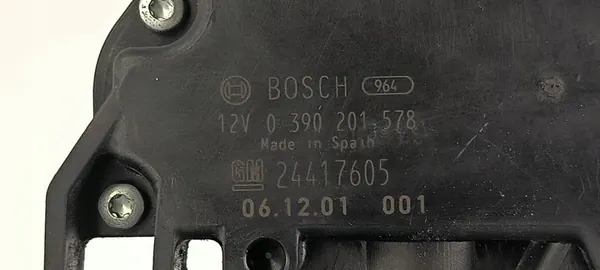 BOSCH 964
12V 0 390 201 578
Made in Spain
GM 24417605
06.12.01 001